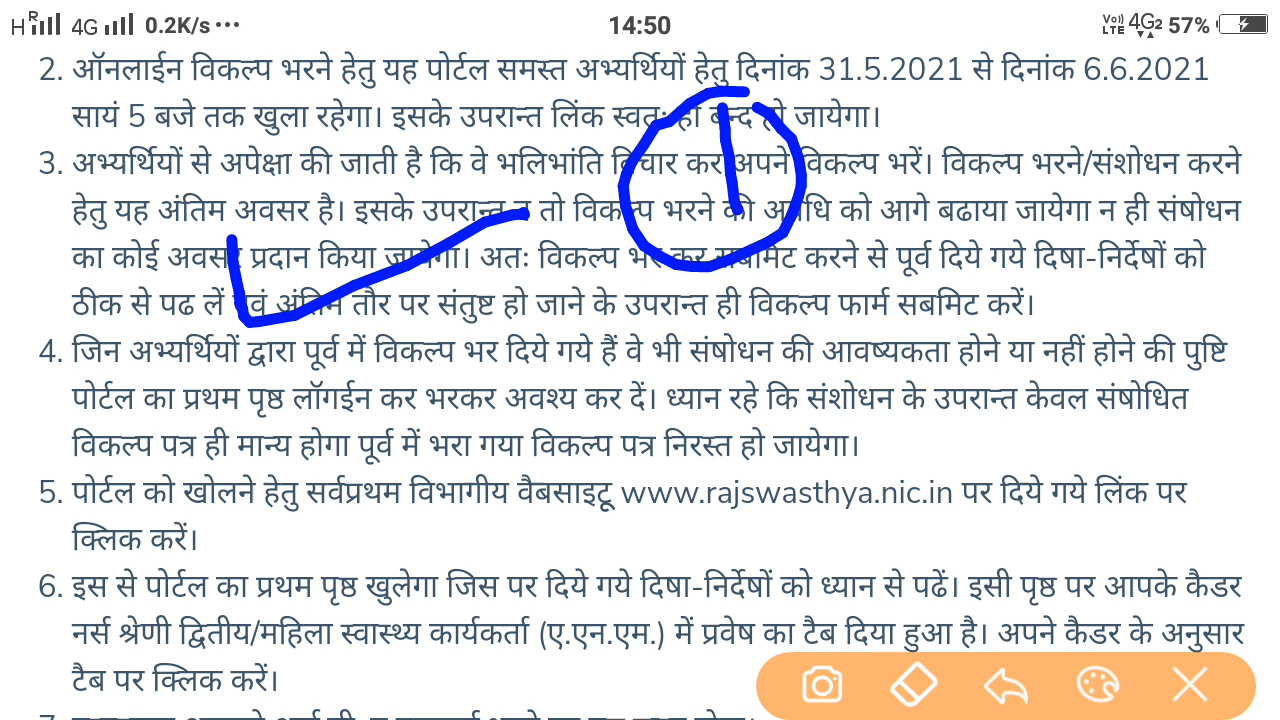 H R 4G 0.2K/s ... 14:50 Vo)) LTE 4G2 57%
2. ऑनलाईन विकल्प भरने हेतु यह पोर्टल समस्त अभ्यर्थियों हेतु दिनांक 31.5.2021 से दिनांक 6.6.2021
सायं 5 बजे तक खुला रहेगा। इसके उपरान्त लिंक स्वतः ही बन्द हो जायेगा।
3. अभ्यर्थियों से अपेक्षा की जाती है कि वे भलिभांति विचार कर अपने विकल्प भरें। विकल्प भरने/संशोधन करने
हेतु यह अंतिम अवसर है। इसके उपरान्त न तो विकल्प भरने की अवधि को आगे बढाया जायेगा न ही संषोधन
का कोई अवसर प्रदान किया जायेगा। अतः विकल्प भर कर सबमिट करने से पूर्व दिये गये दिषा-निर्देषों को
ठीक से पढ लें एवं अंतिम तौर पर संतुष्ट हो जाने के उपरान्त ही विकल्प फार्म सबमिट करें।
4. जिन अभ्यर्थियों द्वारा पूर्व में विकल्प भर दिये गये हैं वे भी संषोधन की आवष्यकता होने या नहीं होने की पुष्टि
पोर्टल का प्रथम पृष्ठ लॉगईन कर भरकर अवश्य कर दें। ध्यान रहे कि संशोधन के उपरान्त केवल संषोधित
विकल्प पत्र ही मान्य होगा पूर्व में भरा गया विकल्प पत्र निरस्त हो जायेगा।
5. पोर्टल को खोलने हेतु सर्वप्रथम विभागीय वैबसाइटू www.rajswasthya.nic.in पर दिये गये लिंक पर
क्लिक करें।
6. इस से पोर्टल का प्रथम पृष्ठ खुलेगा जिस पर दिये गये दिषा-निर्देषों को ध्यान से पढें। इसी पृष्ठ पर आपके कैडर
नर्स श्रेणी द्वितीय/महिला स्वास्थ्य कार्यकर्ता (ए.एन.एम.) में प्रवेष का टैब दिया हुआ है। अपने कैडर के अनुसार
टैब पर क्लिक करें।